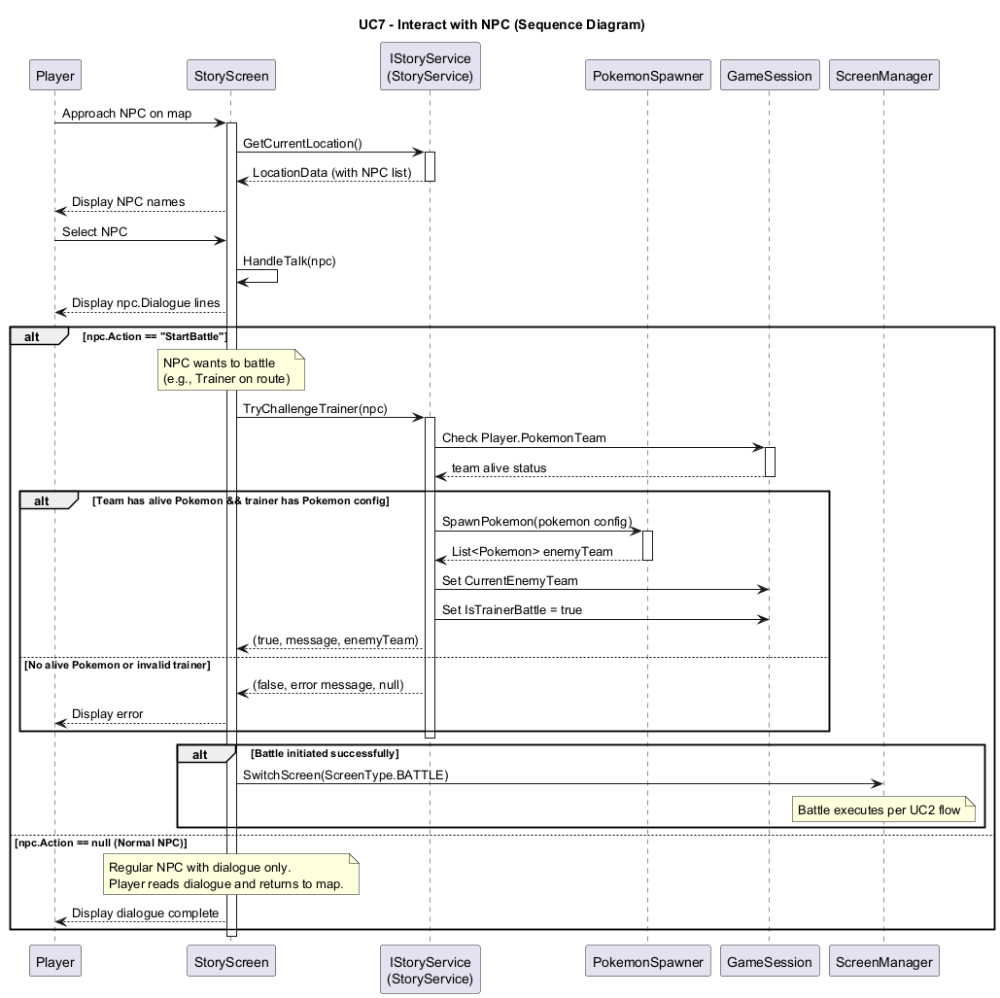 UC7 - Interact with NPC (Sequence Diagram)
Player
StoryScreen
IStoryService
(StoryService)
PokemonSpawner
GameSession
ScreenManager
Approach NPC on map
GetCurrentLocation()
LocationData (with NPC list)
Display NPC names
Select NPC
HandleTalk(npc)
Display npc.Dialogue lines
alt
[npc.Action == "StartBattle"]
NPC wants to battle
(e.g., Trainer on route)
TryChallengeTrainer(npc)
Check Player.PokemonTeam
team alive status
alt
[Team has alive Pokemon && trainer has Pokemon config]
SpawnPokemon(pokemon config)
List<Pokemon> enemyTeam
Set CurrentEnemyTeam
Set IsTrainerBattle = true
(true, message, enemyTeam)
[No alive Pokemon or invalid trainer]
(false, error message, null)
Display error
alt
[Battle initiated successfully]
SwitchScreen(ScreenType.BATTLE)
Battle executes per UC2 flow
[npc.Action == null (Normal NPC)]
Regular NPC with dialogue only.
Player reads dialogue and returns to map.
Display dialogue complete
Player
StoryScreen
IStoryService
(StoryService)
PokemonSpawner
GameSession
ScreenManager